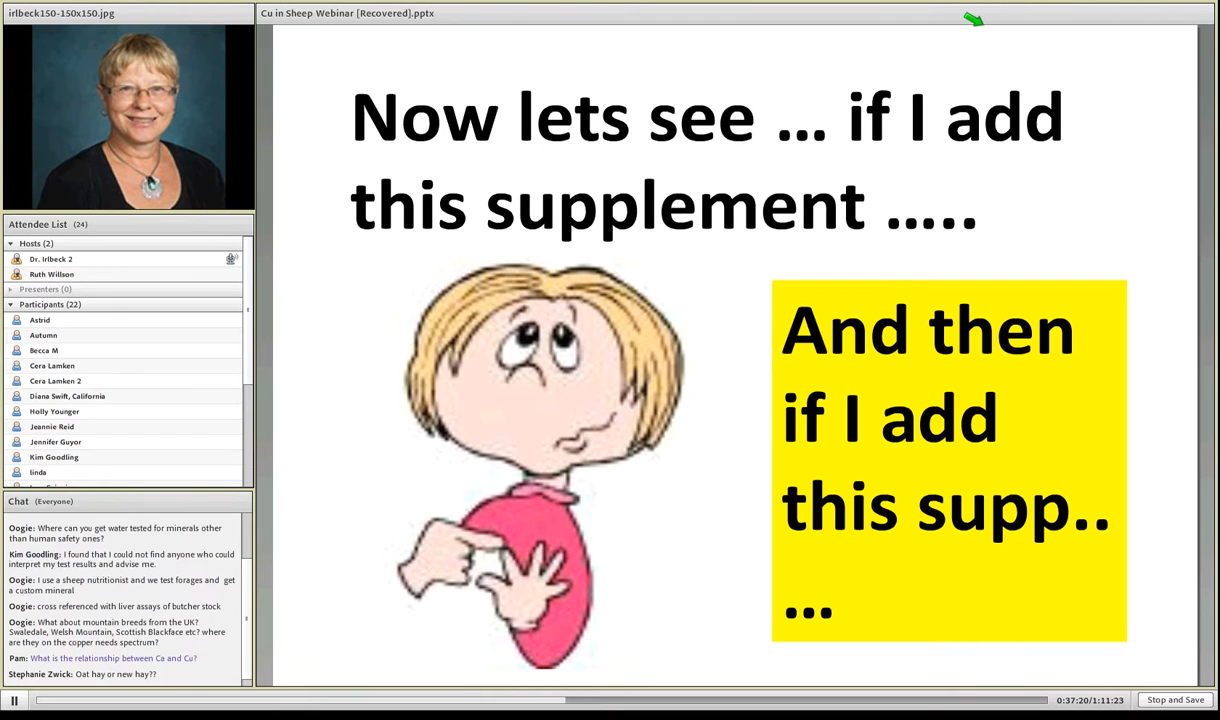 irlbeck150-150x150.jpg
Cu in Sheep Webinar [Recovered].pptx
Attendee List (24)
Hosts (2)
Dr. Irlbeck 2
Ruth Willson
Presenters (0)
Participants (22)
Astrid
Autumn
Becca M
Cera Lamken
Cera Lamken 2
Diana Swift, California
Holly Younger
Jeannie Reid
Jennifer Guyor
Kim Goodling
linda
Chat (Everyone)
Oogie: Where can you get water tested for minerals other
than human safety ones?
Kim Goodling: I found that I could not find anyone who could
interpret my test results and advise me.
Oogie: I use a sheep nutritionist and we test forages and get
a custom mineral
Oogie: cross referenced with liver assays of butcher stock
Oogie: What about mountain breeds from the UK?
Swaledale, Welsh Mountain, Scottish Blackface etc? where
are they on the copper needs spectrum?
Pam: What is the relationship between Ca and Cu?
Stephanie Zwick: Oat hay or new hay??
Now lets see ... if I add
this supplement .....
And then
if I add
this supp..
...
0:37:20/1:11:23
Stop and Save